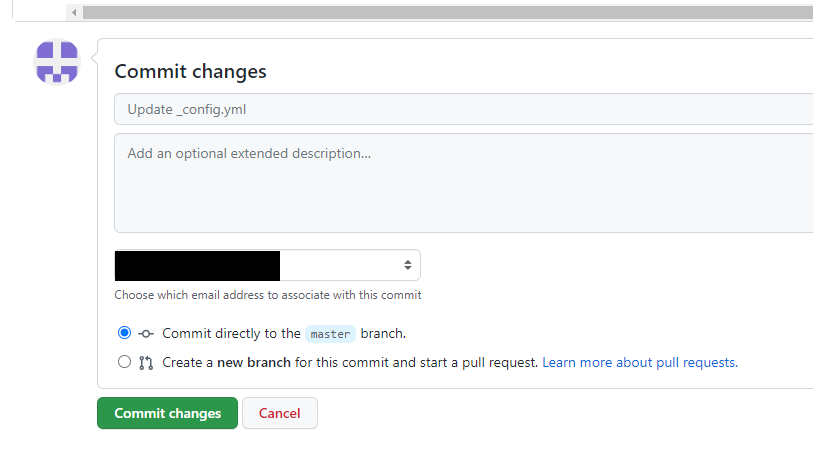 Commit changes
Update _config.yml
Add an optional extended description...
Choose which email address to associate with this commit
Commit directly to the master branch.
Create a new branch for this commit and start a pull request. Learn more about pull requests.
Commit changes Cancel